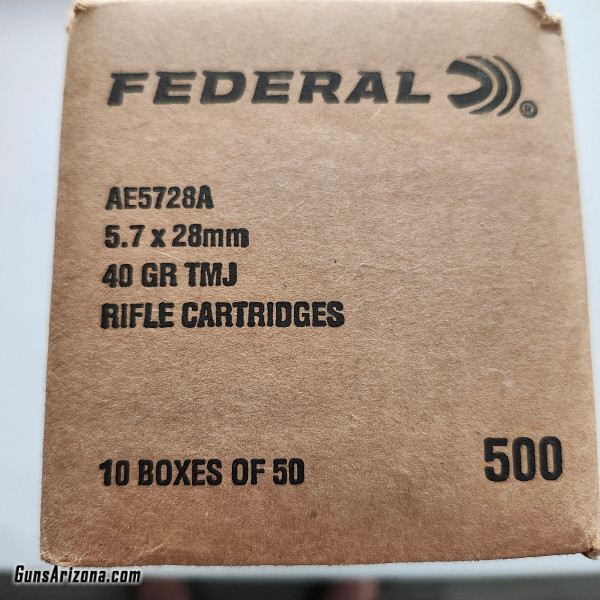 FEDERAL ®
AE5728A
5.7 x 28mm
40 GR TMJ
RIFLE CARTRIDGES
10 BOXES OF 50
500
GunsArizona.com